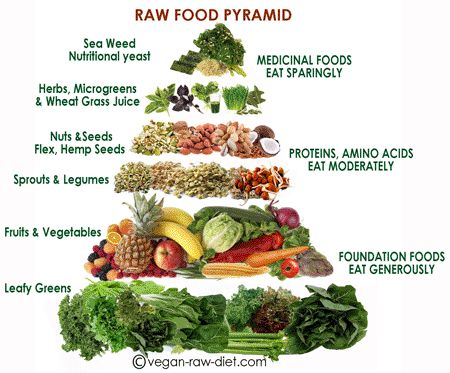 RAW FOOD PYRAMID
Sea Weed
Nutritional yeast
MEDICINAL FOODS
EAT SPARINGLY
Herbs, Microgreens
& Wheat Grass Juice
Nuts &Seeds
Flex, Hemp Seeds
PROTEINS, AMINO ACIDS
EAT MODERATELY
Sprouts & Legumes
Fruits & Vegetables
FOUNDATION FOODS
EAT GENEROUSLY
Leafy Greens
©vegan-raw-diet.com